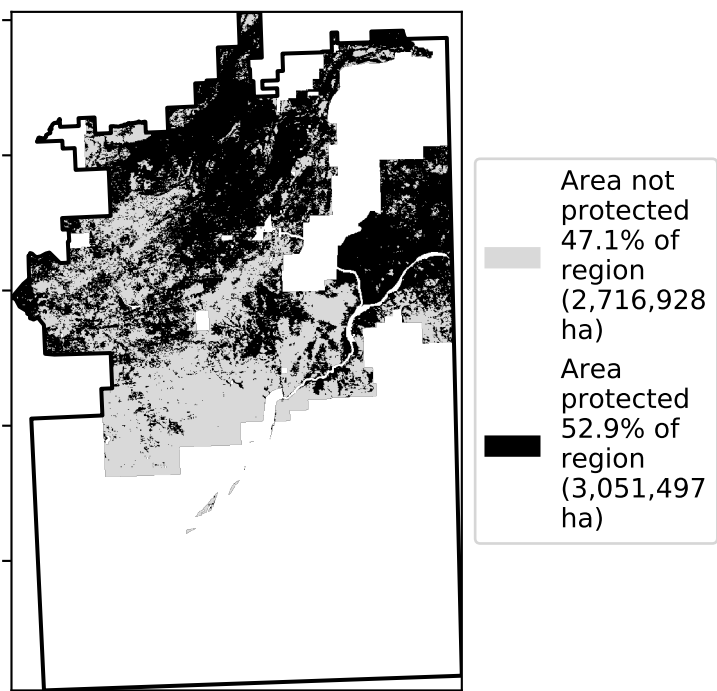 Area not
protected
47.1% of
region
(2,716,928
ha)
Area
protected
52.9% of
region
(3,051,497
ha)